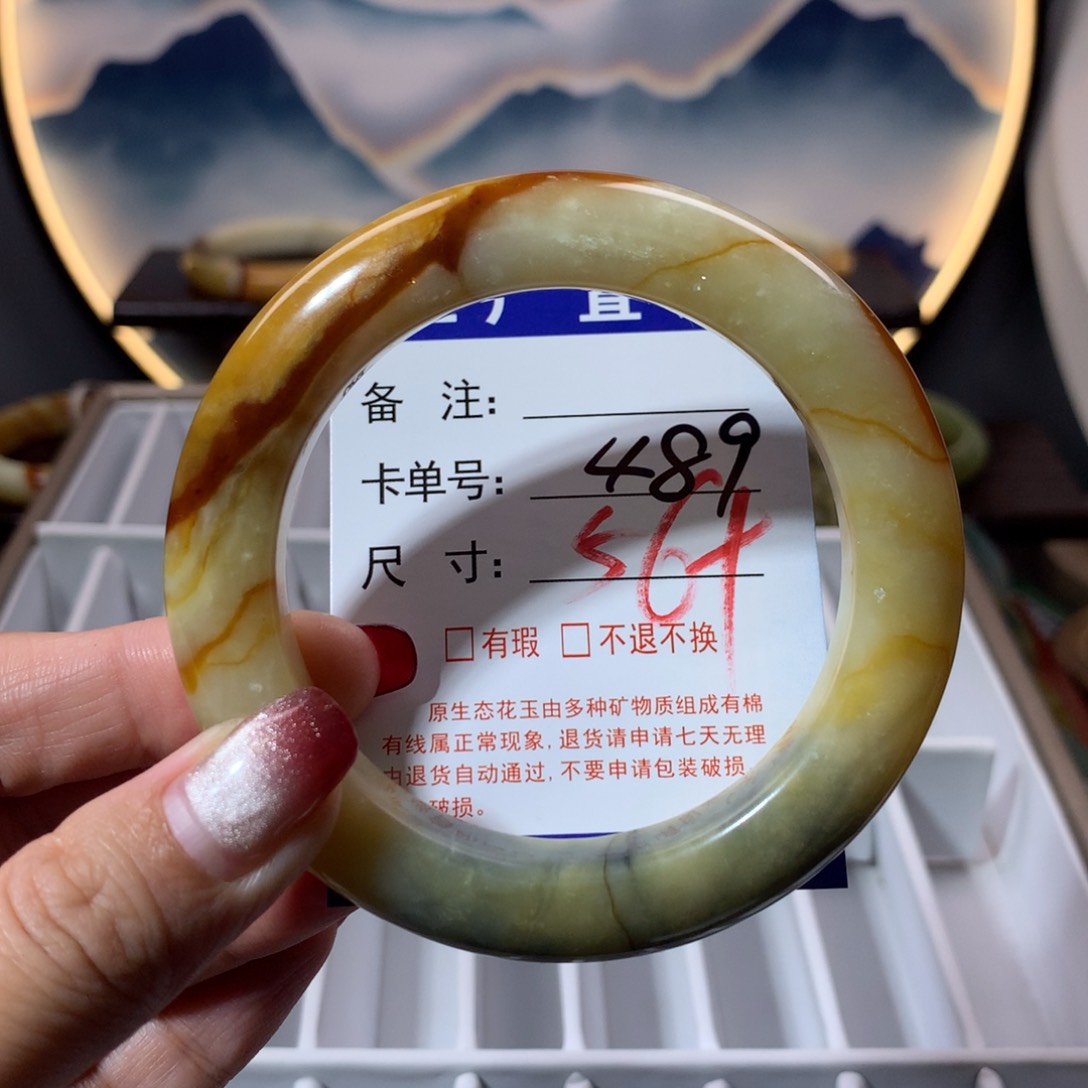 厂 直
备 注:
卡单号: 489
尺 寸: 56+
□有瑕 □不退不换
原生态花玉由多种矿物质组成有棉
有线属正常现象,退货请申请七天无理
由退货自动通过,不要申请包装破损、
破损。